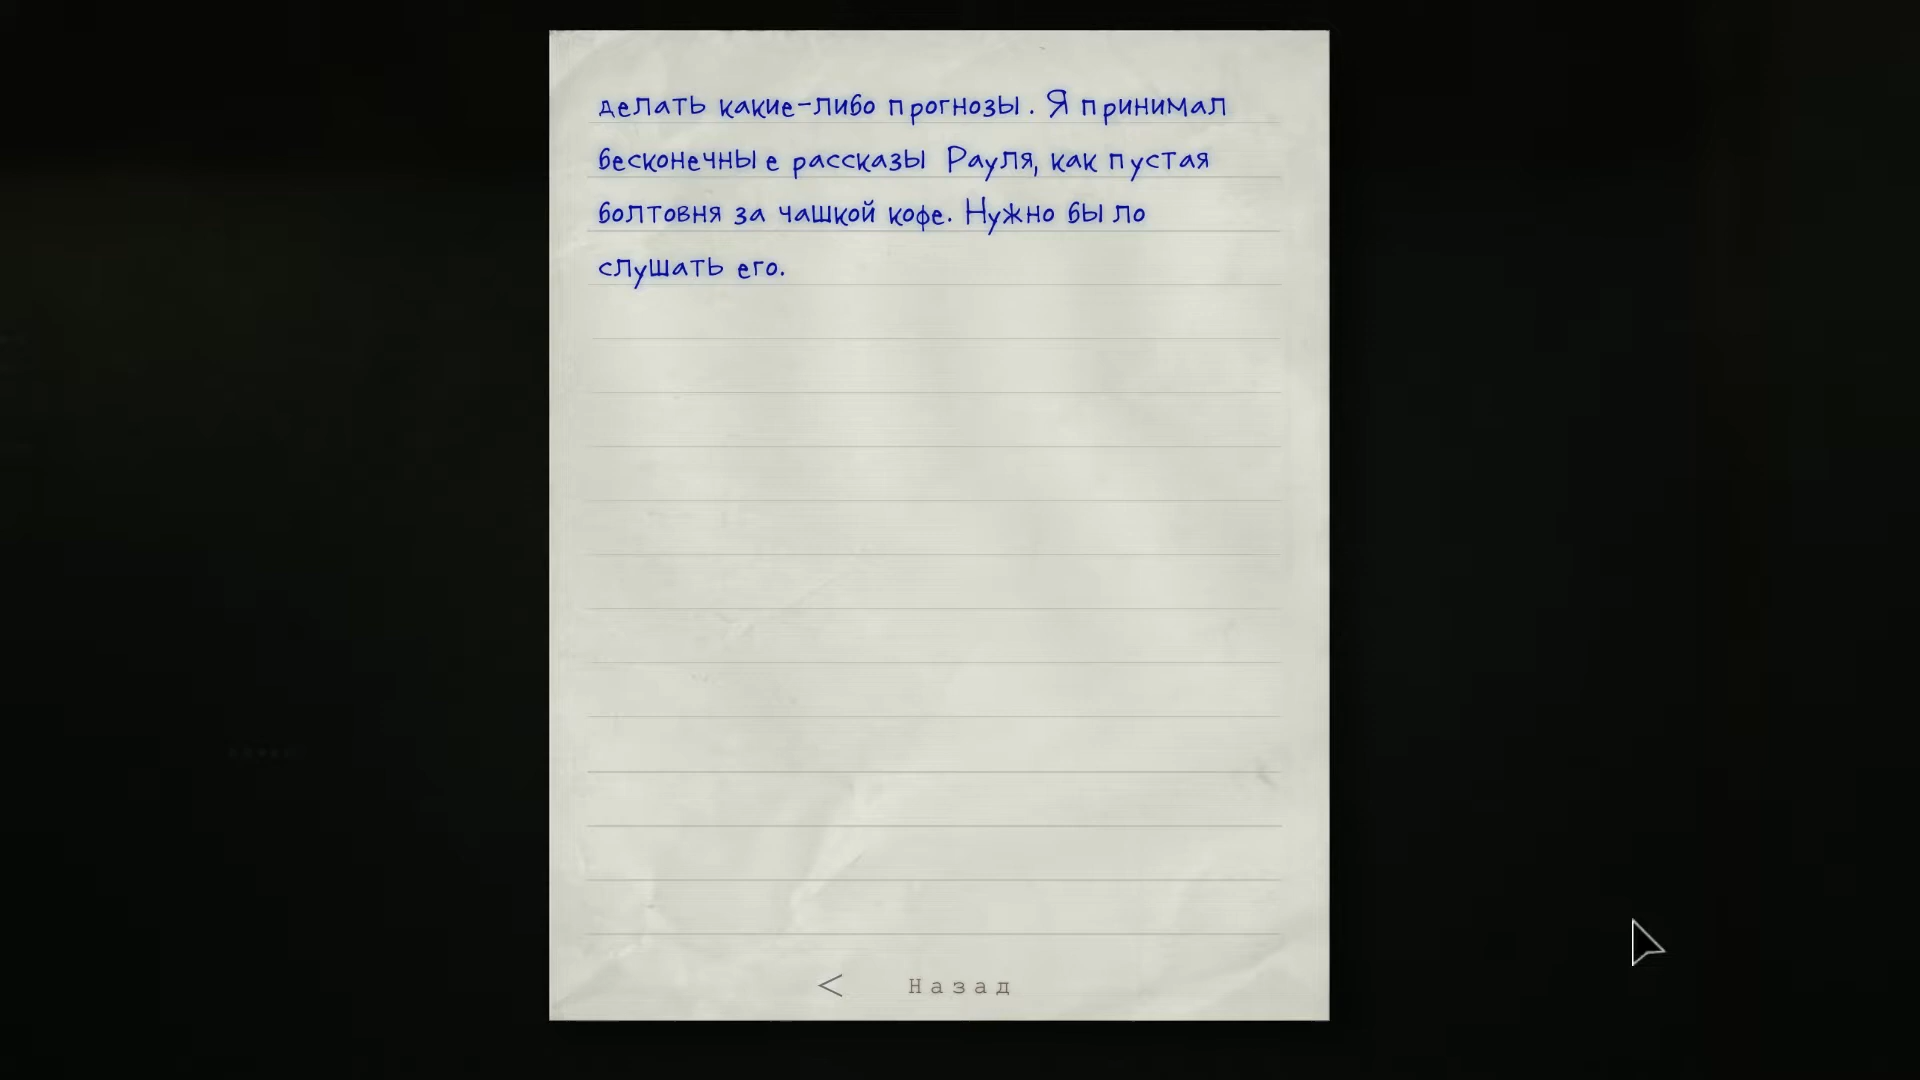 делать какие-либо прогнозы. Я принимал
бесконечные рассказы Рауля, как пустая
болтовня за чашкой кофе. Нужно было
слушать его.
< Назад